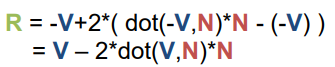 R = -V+2*( dot(-V,N)*N - (-V) )
= V – 2*dot(V,N)*N